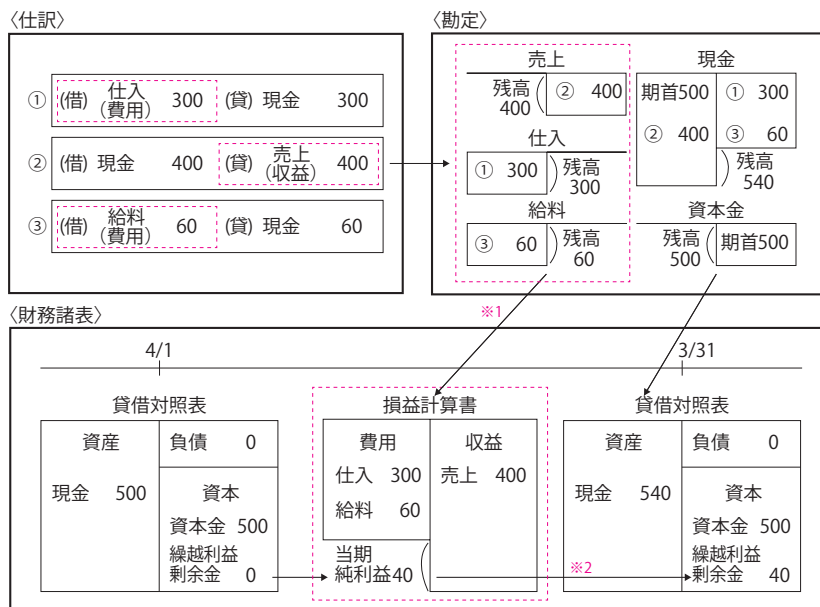 〈仕訳〉
① (借) 仕入 (費用) 300 (貸) 現金 300
② (借) 現金 400 (貸) 売上 (収益) 400
③ (借) 給料 (費用) 60 (貸) 現金 60
〈勘定〉
売上
残高 400
② 400
仕入
① 300
残高 300
給料
③ 60
残高 60
現金
期首500
① 300
② 400
③ 60
残高 540
資本金
残高 500
期首500
〈財務諸表〉
※1
4/1
3/31
貸借対照表
資産
負債 0
現金 500
資本
資本金 500
繰越利益
剰余金 0
損益計算書
費用
収益
仕入 300
売上 400
給料 60
当期
純利益40
※2
貸借対照表
資産
負債 0
現金 540
資本
資本金 500
繰越利益
剰余金 40